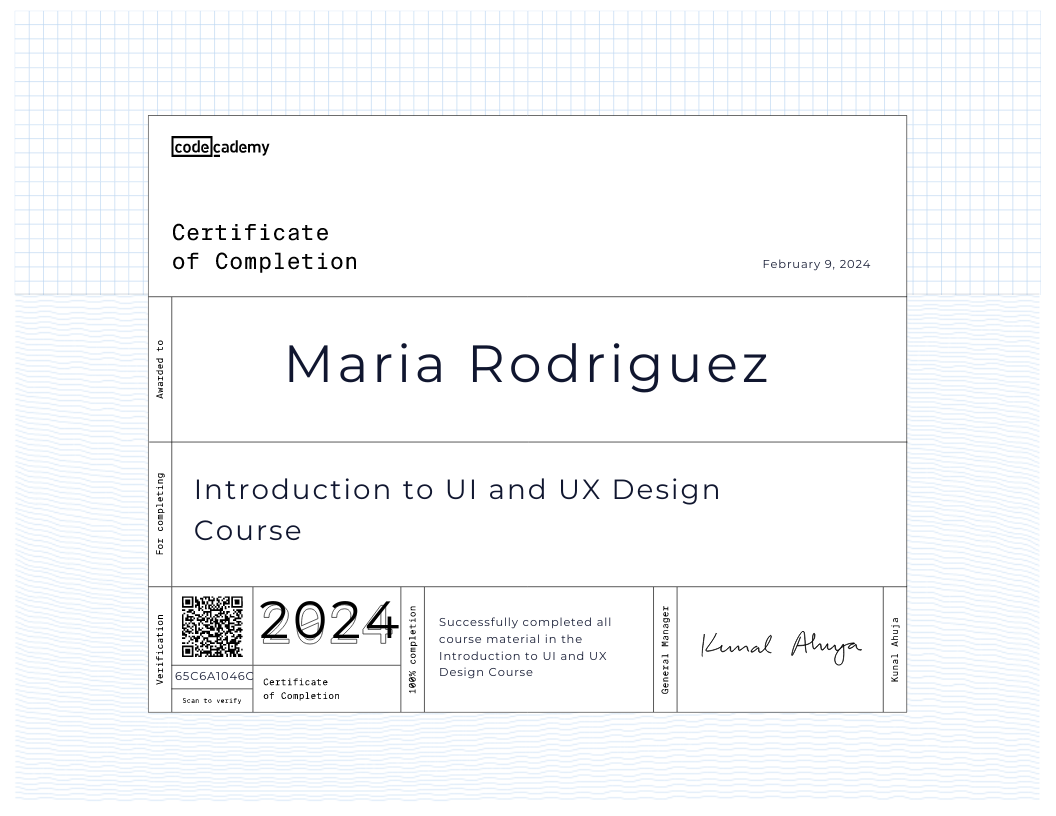 codecademy
Certificate
of Completion
February 9, 2024
Awarded to
Maria Rodriguez
For completing
Introduction to UI and UX Design
Course
Verification
65C6A1046C
Scan to verify
2024
Certificate
of Completion
100% completion
Successfully completed all
course material in the
Introduction to UI and UX
Design Course
General Manager
Kunal Ahuja
Kunal Ahuja